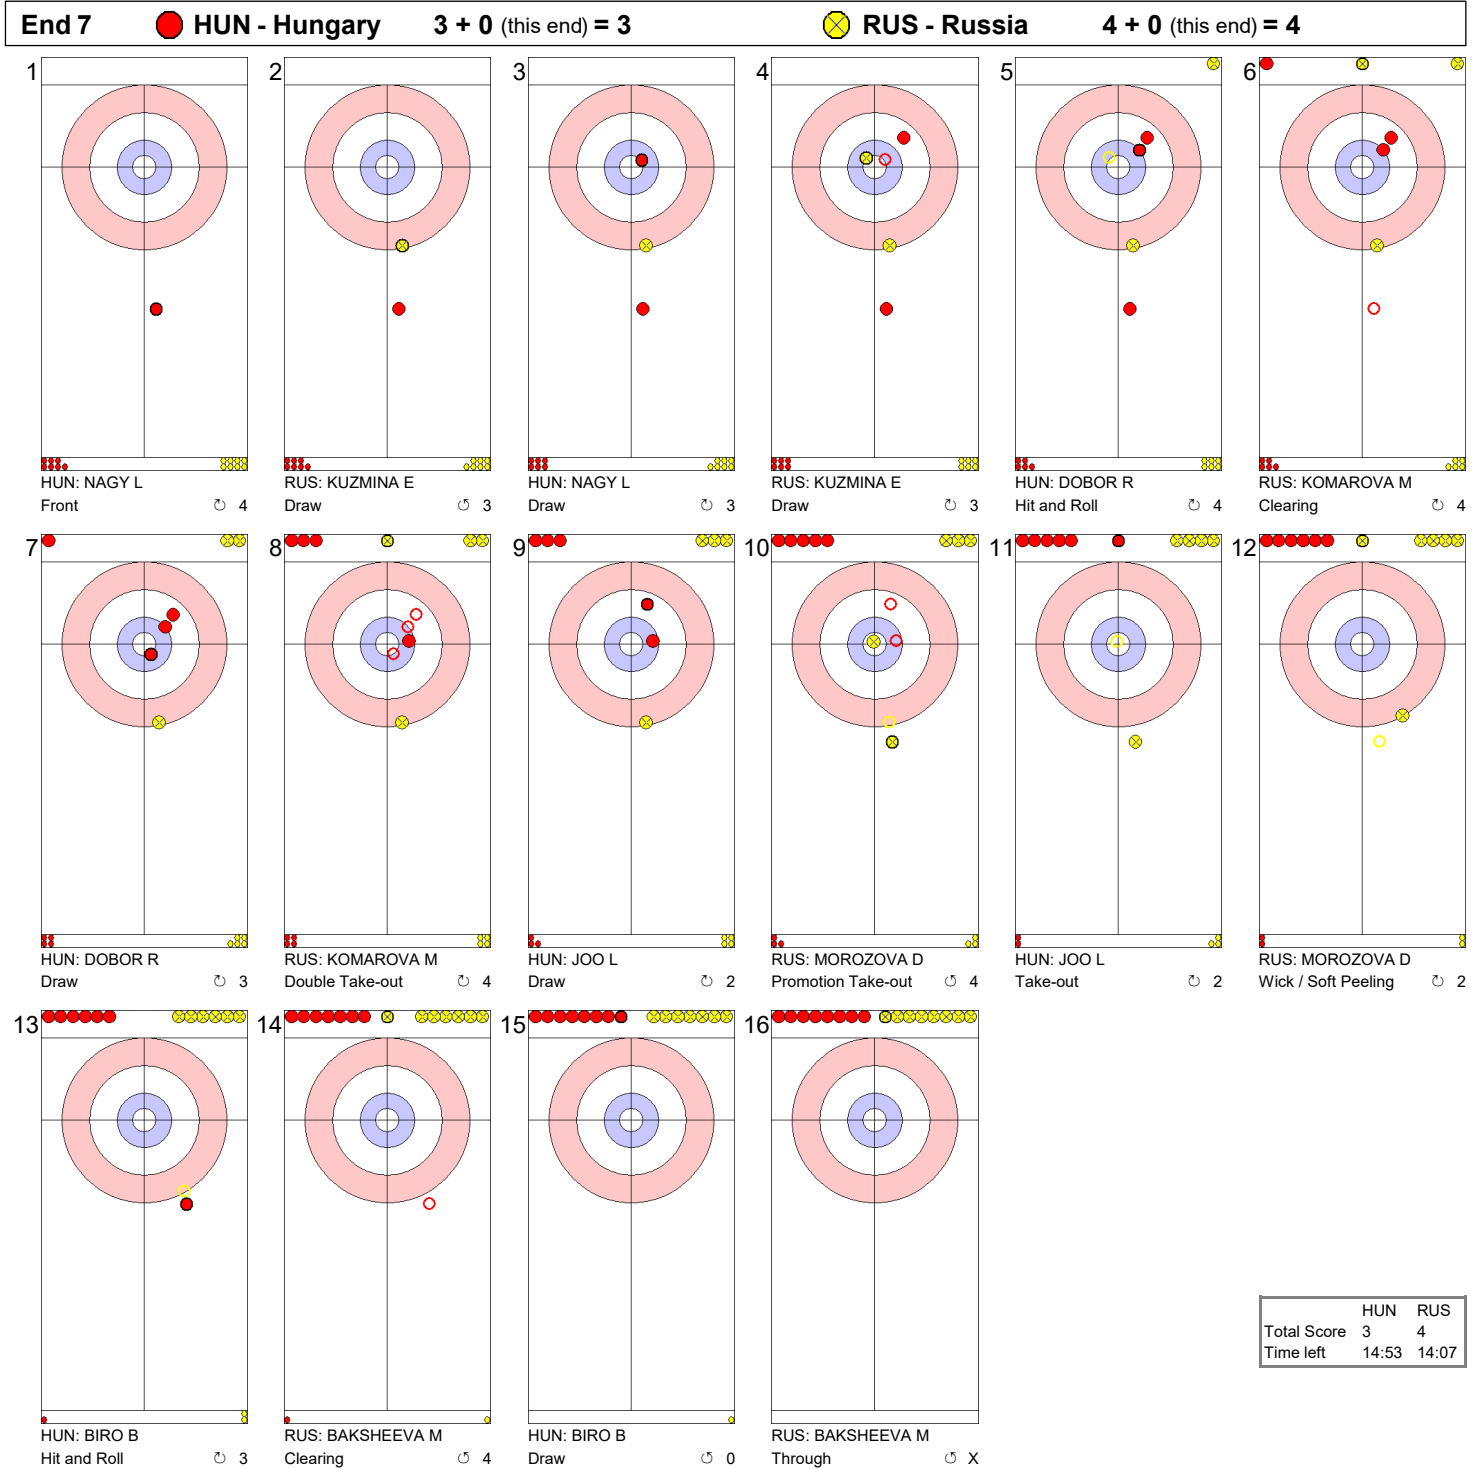 End 7 HUN - Hungary 3 + 0 (this end) = 3 RUS - Russia 4 + 0 (this end) = 4
1 2 3 4 5 6
HUN: NAGY L RUS: KUZMINA E HUN: NAGY L RUS: KUZMINA E HUN: DOBOR R RUS: KOMAROVA M
Front ↻ 4 Draw ↺ 3 Draw ↻ 3 Draw ↻ 3 Hit and Roll ↻ 4 Clearing ↻ 4
7 8 9 10 11 12
HUN: DOBOR R RUS: KOMAROVA M HUN: JOO L RUS: MOROZOVA D HUN: JOO L RUS: MOROZOVA D
Draw ↻ 3 Double Take-out ↻ 4 Draw ↻ 2 Promotion Take-out ↺ 4 Take-out ↻ 2 Wick / Soft Peeling ↻ 2
13 14 15 16
HUN RUS
Total Score 3 4
Time left 14:53 14:07
HUN: BIRO B RUS: BAKSHEEVA M HUN: BIRO B RUS: BAKSHEEVA M
Hit and Roll ↻ 3 Clearing ↺ 4 Draw ↺ 0 Through ↺ X